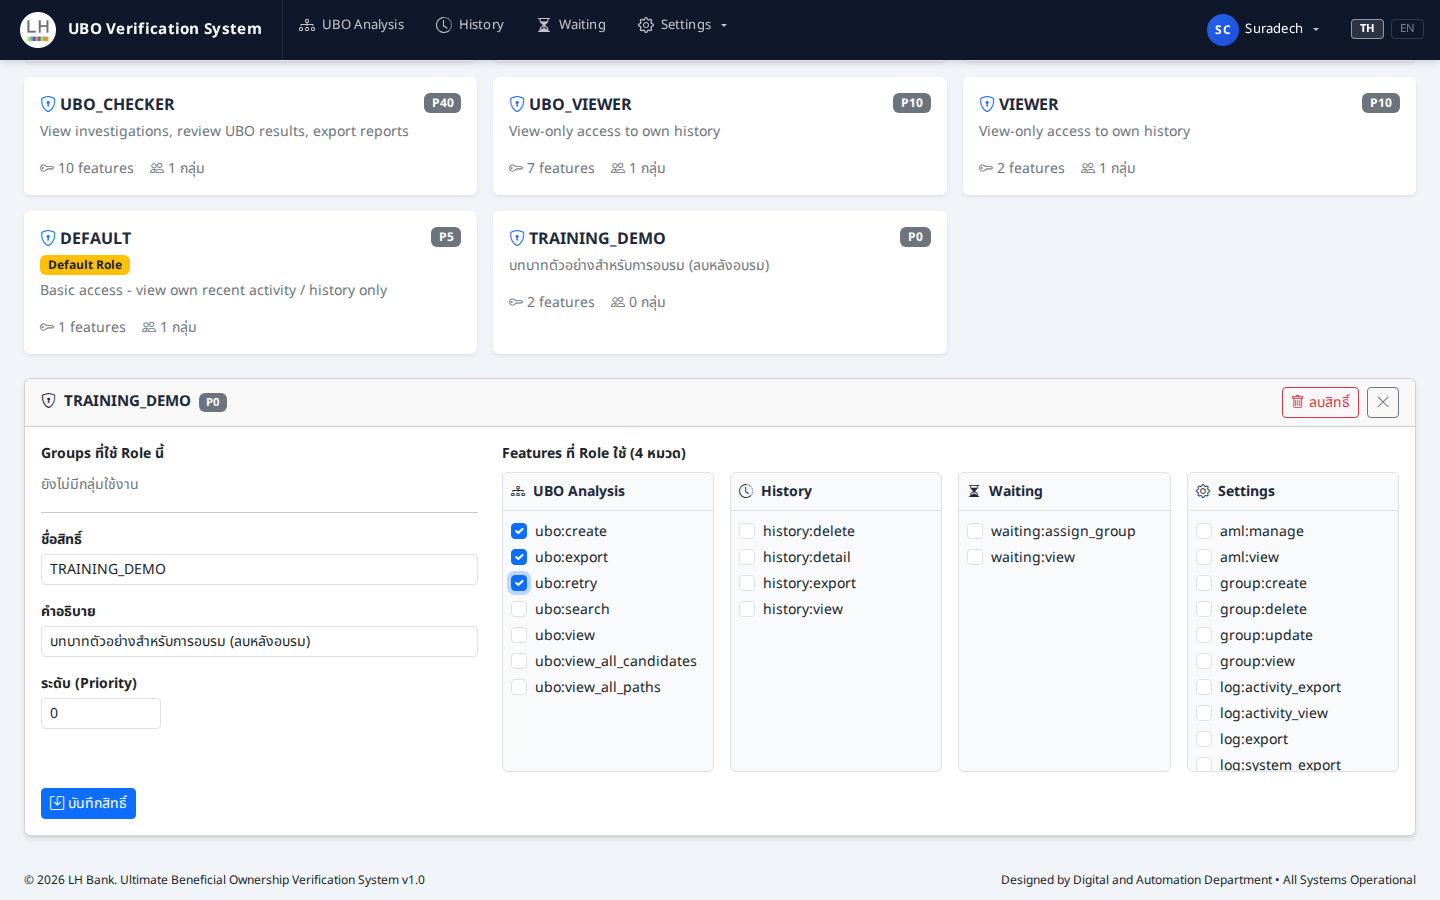 LH UBO Verification System
UBO Analysis
History
Waiting
Settings
SC Suradech
TH
EN
UBO_CHECKER
P40
View investigations, review UBO results, export reports
10 features
1 กลุ่ม
UBO_VIEWER
P10
View-only access to own history
7 features
1 กลุ่ม
VIEWER
P10
View-only access to own history
2 features
1 กลุ่ม
DEFAULT
P5
Default Role
Basic access - view own recent activity / history only
1 features
1 กลุ่ม
TRAINING_DEMO
P0
บทบาทตัวอย่างสำหรับการอบรม (ลบหลังอบรม)
2 features
0 กลุ่ม
TRAINING_DEMO P0
ลบสิทธิ์
Groups ที่ใช้ Role นี้
ยังไม่มีกลุ่มใช้งาน
ชื่อสิทธิ์
TRAINING_DEMO
คำอธิบาย
บทบาทตัวอย่างสำหรับการอบรม (ลบหลังอบรม)
ระดับ (Priority)
0
Features ที่ Role ใช้ (4 หมวด)
UBO Analysis
ubo:create
ubo:export
ubo:retry
ubo:search
ubo:view
ubo:view_all_candidates
ubo:view_all_paths
History
history:delete
history:detail
history:export
history:view
Waiting
waiting:assign_group
waiting:view
Settings
aml:manage
aml:view
group:create
group:delete
group:update
group:view
log:activity_export
log:activity_view
log:export
log:system_export
บันทึกสิทธิ์
© 2026 LH Bank. Ultimate Beneficial Ownership Verification System v1.0
Designed by Digital and Automation Department • All Systems Operational